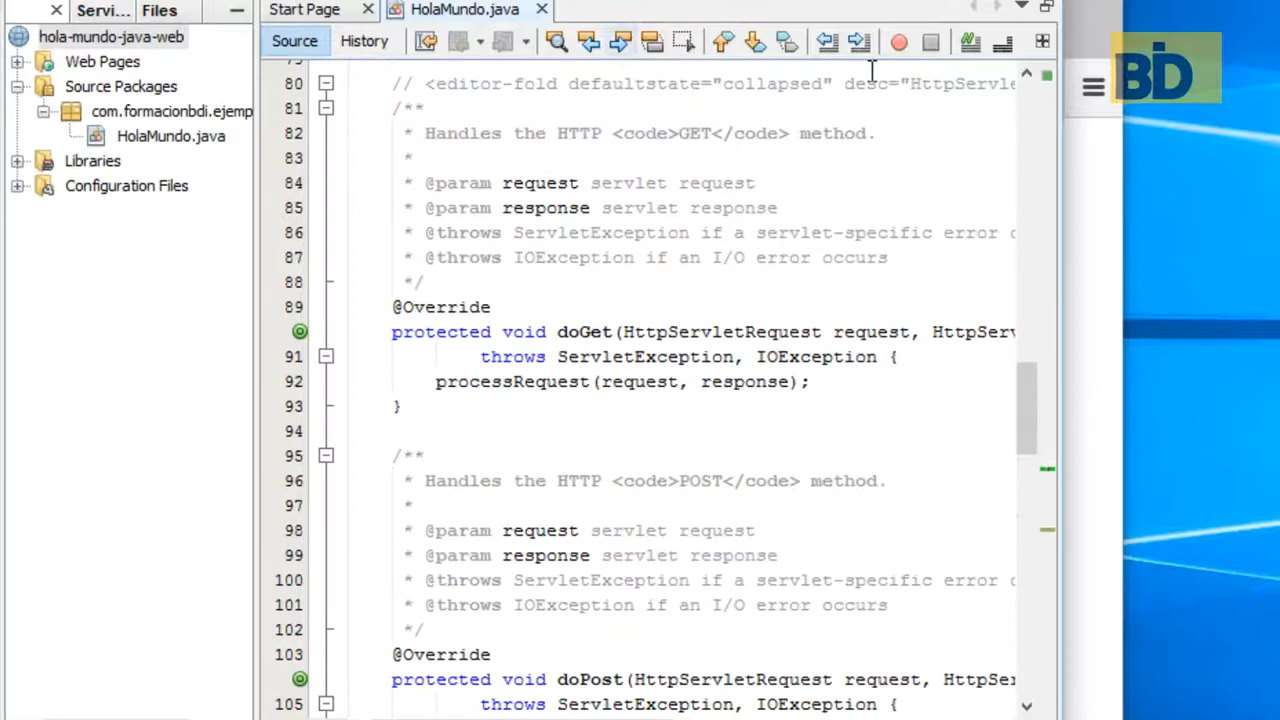 Servi...
Files
Start Page
HolaMundo.java
hola-mundo-java-web
Web Pages
Source Packages
com.formacionbdi.ejemp
HolaMundo.java
Libraries
Configuration Files
Source
History
BD
80 // <editor-fold defaultstate="collapsed" desc="HttpServle
81 /**
82 * Handles the HTTP <code>GET</code> method.
83 *
84 * @param request servlet request
85 * @param response servlet response
86 * @throws ServletException if a servlet-specific error o
87 * @throws IOException if an I/O error occurs
88 */
89 @Override
protected void doGet(HttpServletRequest request, HttpServ
91 throws ServletException, IOException {
92 processRequest(request, response);
93 }
94
95 /**
96 * Handles the HTTP <code>POST</code> method.
97 *
98 * @param request servlet request
99 * @param response servlet response
100 * @throws ServletException if a servlet-specific error o
101 * @throws IOException if an I/O error occurs
102 */
103 @Override
protected void doPost(HttpServletRequest request, HttpSer
105 throws ServletException, IOException {